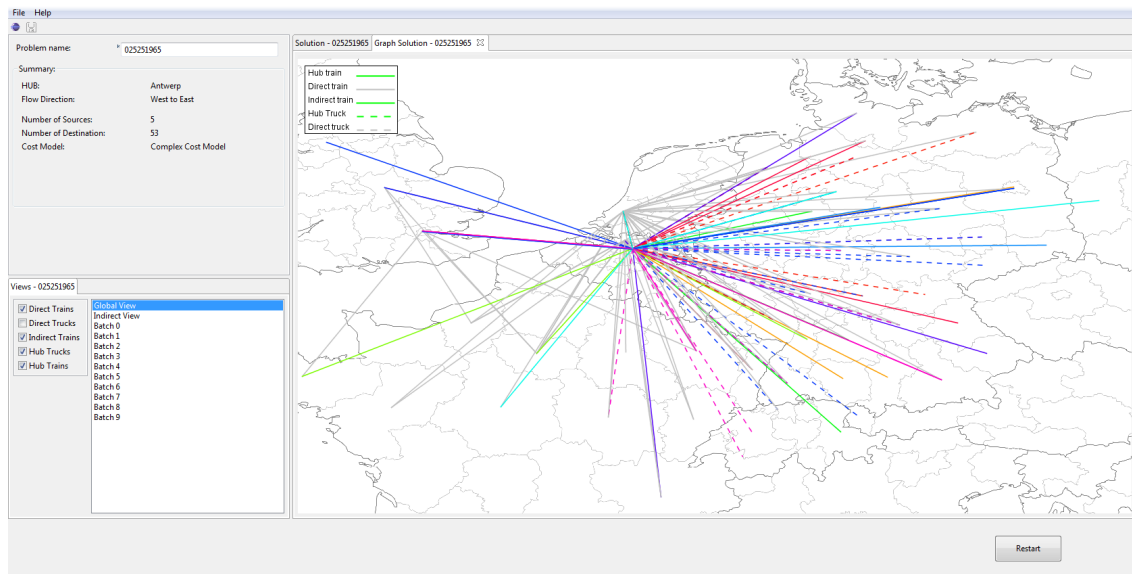 File Help
Problem name: * 025251965
Summary:
HUB: Antwerp
Flow Direction: West to East
Number of Sources: 5
Number of Destination: 53
Cost Model: Complex Cost Model
Views - 025251965
Direct Trains
Direct Trucks
Indirect Trains
Hub Trucks
Hub Trains
Global View
Indirect View
Batch 0
Batch 1
Batch 2
Batch 3
Batch 4
Batch 5
Batch 6
Batch 7
Batch 8
Batch 9
Solution - 025251965 Graph Solution - 025251965
Hub train
Direct train
Indirect train
Hub Truck
Direct truck
Restart